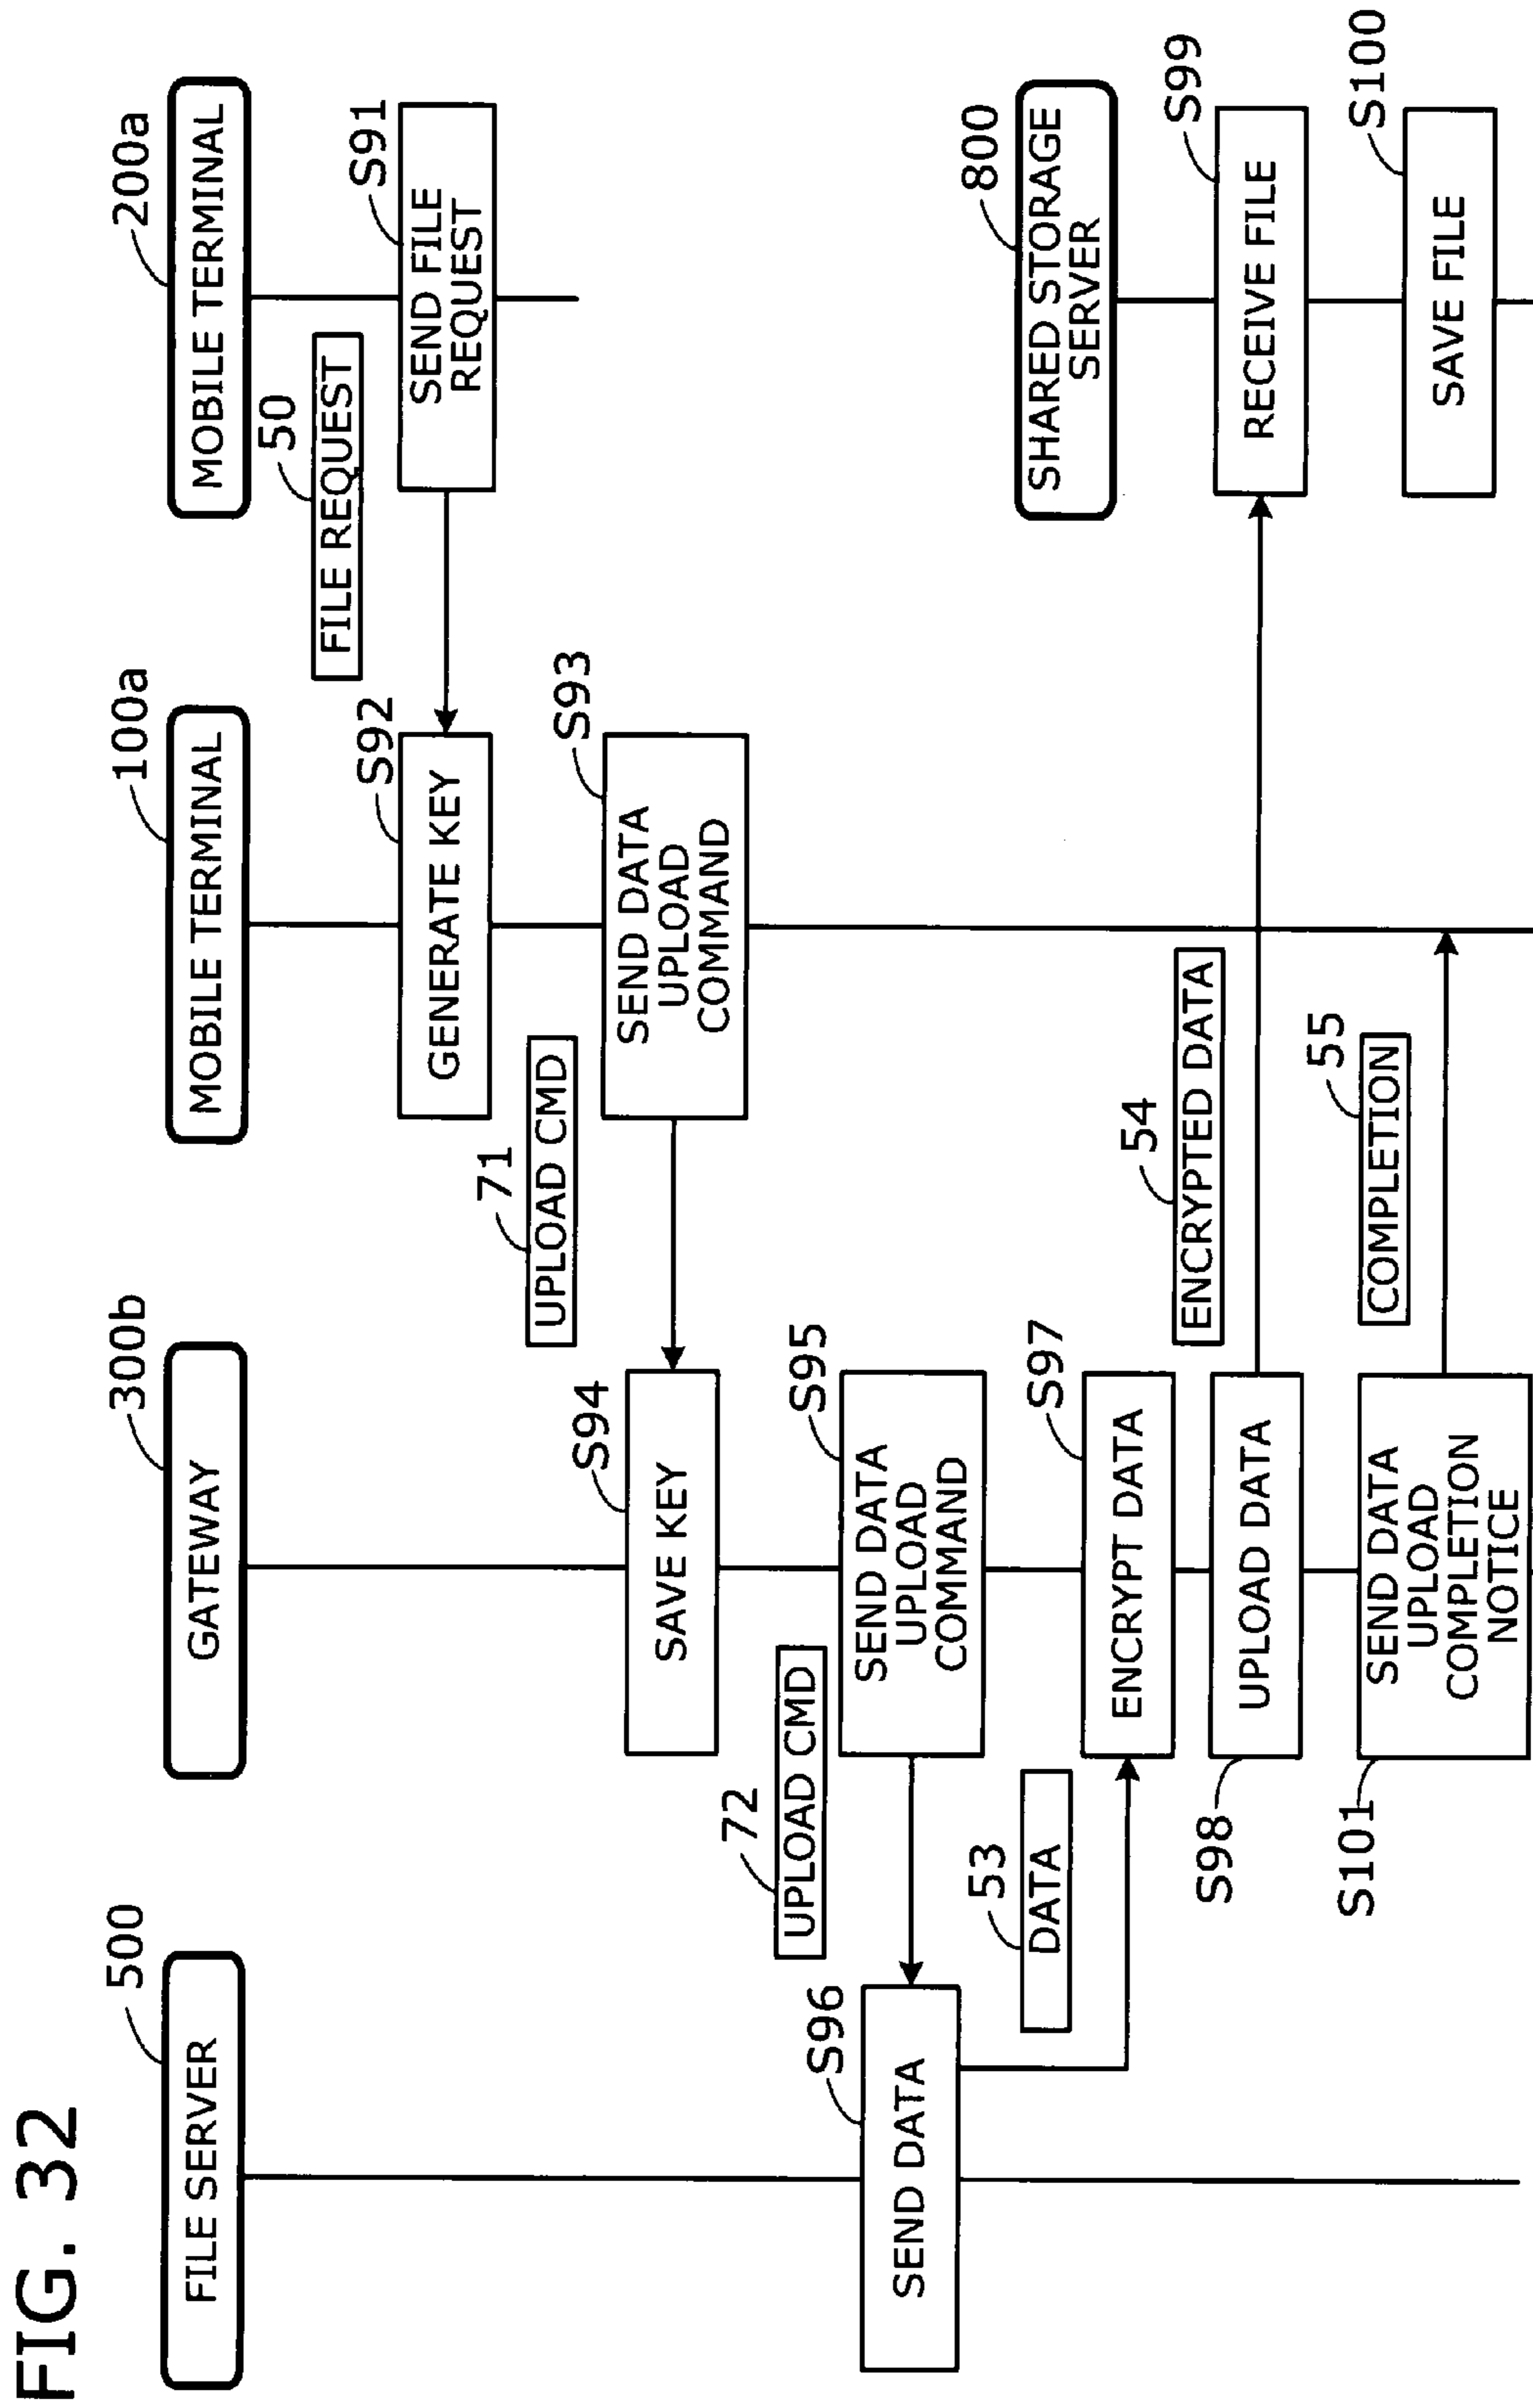 FIG. 32
500
FILE SERVER
300b
GATEWAY
100a
MOBILE TERMINAL
200a
MOBILE TERMINAL
50
FILE REQUEST
S91
SEND FILE
REQUEST
S92
GENERATE KEY
71
UPLOAD CMD
S93
SEND DATA
UPLOAD
COMMAND
S94
SAVE KEY
72
UPLOAD CMD
S95
SEND DATA
UPLOAD
COMMAND
S96
SEND DATA
53
DATA
S97
ENCRYPT DATA
800
SHARED STORAGE
SERVER
54
ENCRYPTED DATA
S98
UPLOAD DATA
S99
RECEIVE FILE
55
COMPLETION
S100
SAVE FILE
S101
SEND DATA
UPLOAD
COMPLETION
NOTICE